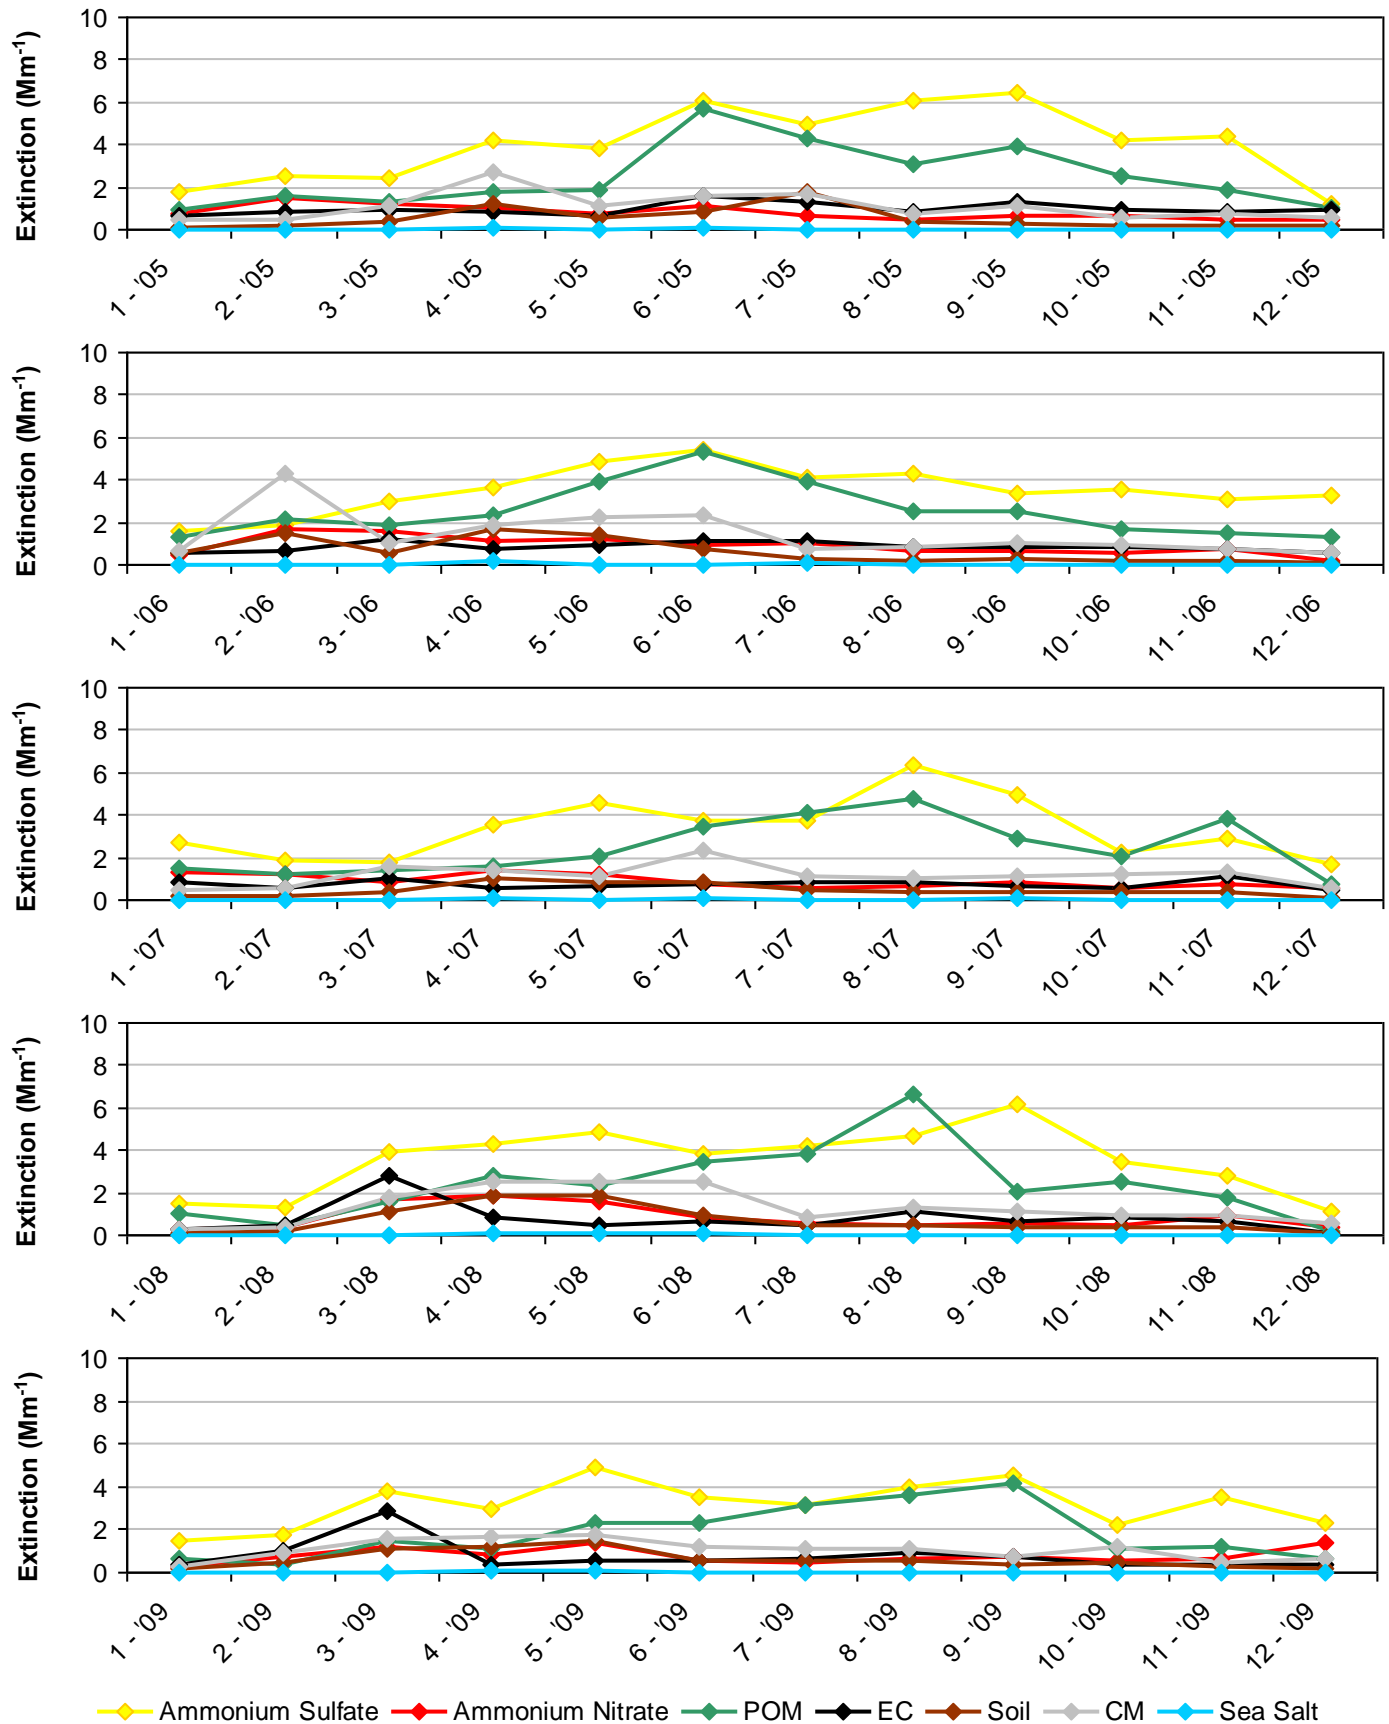 10
8
6
4
2
0
Extinction (Mm-1)
1 - '05 2 - '05 3 - '05 4 - '05 5 - '05 6 - '05 7 - '05 8 - '05 9 - '05 10 - '05 11 - '05 12 - '05
10
8
6
4
2
0
Extinction (Mm-1)
1 - '06 2 - '06 3 - '06 4 - '06 5 - '06 6 - '06 7 - '06 8 - '06 9 - '06 10 - '06 11 - '06 12 - '06
10
8
6
4
2
0
Extinction (Mm-1)
1 - '07 2 - '07 3 - '07 4 - '07 5 - '07 6 - '07 7 - '07 8 - '07 9 - '07 10 - '07 11 - '07 12 - '07
10
8
6
4
2
0
Extinction (Mm-1)
1 - '08 2 - '08 3 - '08 4 - '08 5 - '08 6 - '08 7 - '08 8 - '08 9 - '08 10 - '08 11 - '08 12 - '08
10
8
6
4
2
0
Extinction (Mm-1)
1 - '09 2 - '09 3 - '09 4 - '09 5 - '09 6 - '09 7 - '09 8 - '09 9 - '09 10 - '09 11 - '09 12 - '09
Ammonium Sulfate Ammonium Nitrate POM EC Soil CM Sea Salt